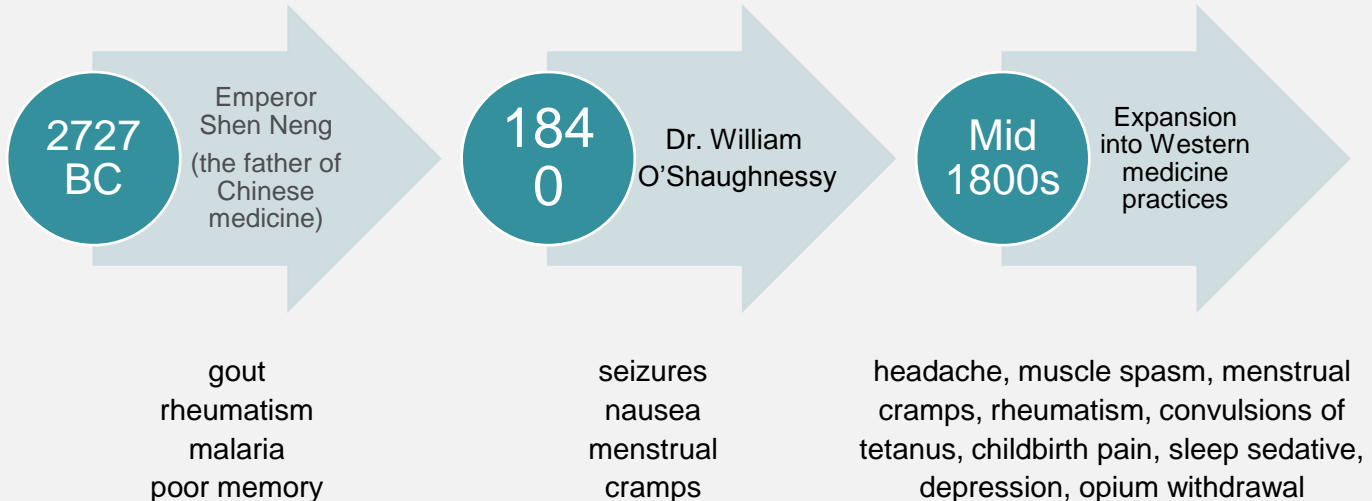 2727
BC
Emperor
Shen Neng
(the father of
Chinese
medicine)
184
0
Dr. William
O’Shaughnessy
Mid
1800s
Expansion
into Western
medicine
practices
gout
rheumatism
malaria
poor memory
seizures
nausea
menstrual
cramps
headache, muscle spasm, menstrual
cramps, rheumatism, convulsions of
tetanus, childbirth pain, sleep sedative,
depression, opium withdrawal